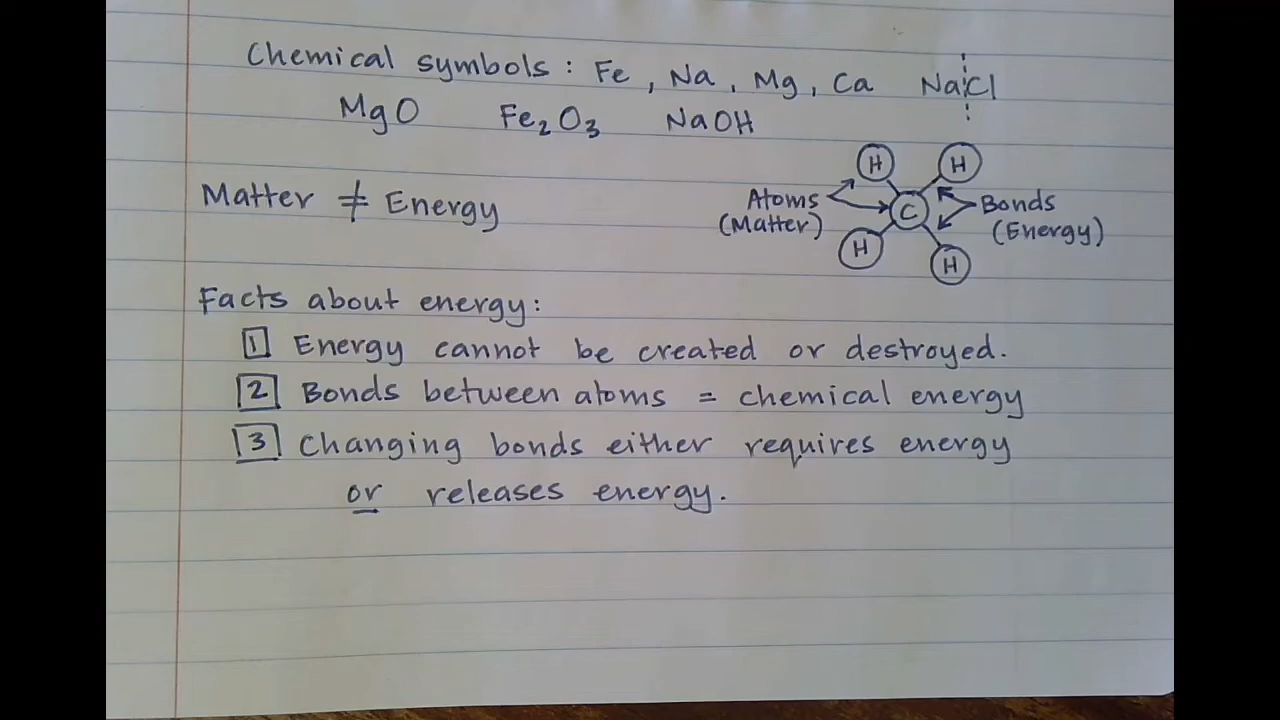 Chemical symbols : Fe , Na , Mg , Ca NaCl
MgO Fe₂O₃ NaOH
H H
Matter ≠ Energy
Atoms
(Matter)
C
Bonds
(Energy)
H H
Facts about energy:
1 Energy cannot be created or destroyed.
2 Bonds between atoms = chemical energy
3 Changing bonds either requires energy
or releases energy.